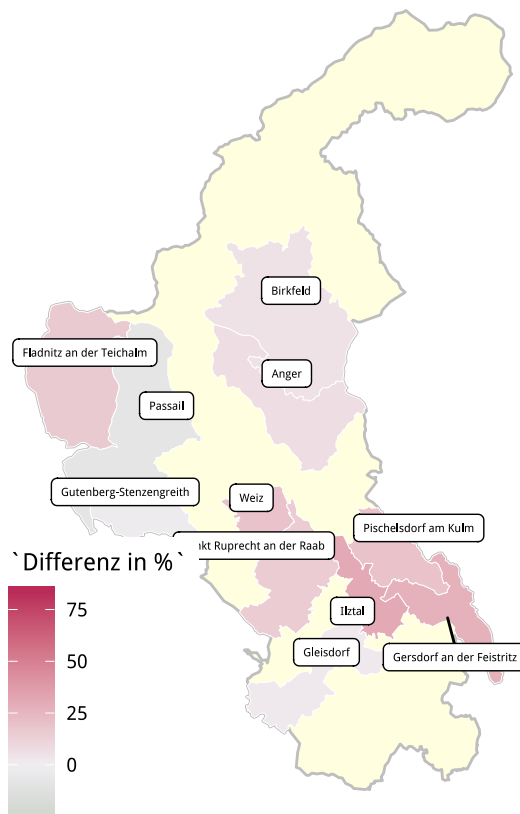 Birkfeld
Fladnitz an der Teichalm
Anger
Passail
Gutenberg-Stenzengreith
Weiz
Pischelsdorf am Kulm
nkt Ruprecht an der Raab
`Differenz in %`
75
50
25
0
Ilztal
Gleisdorf
Gersdorf an der Feistritz